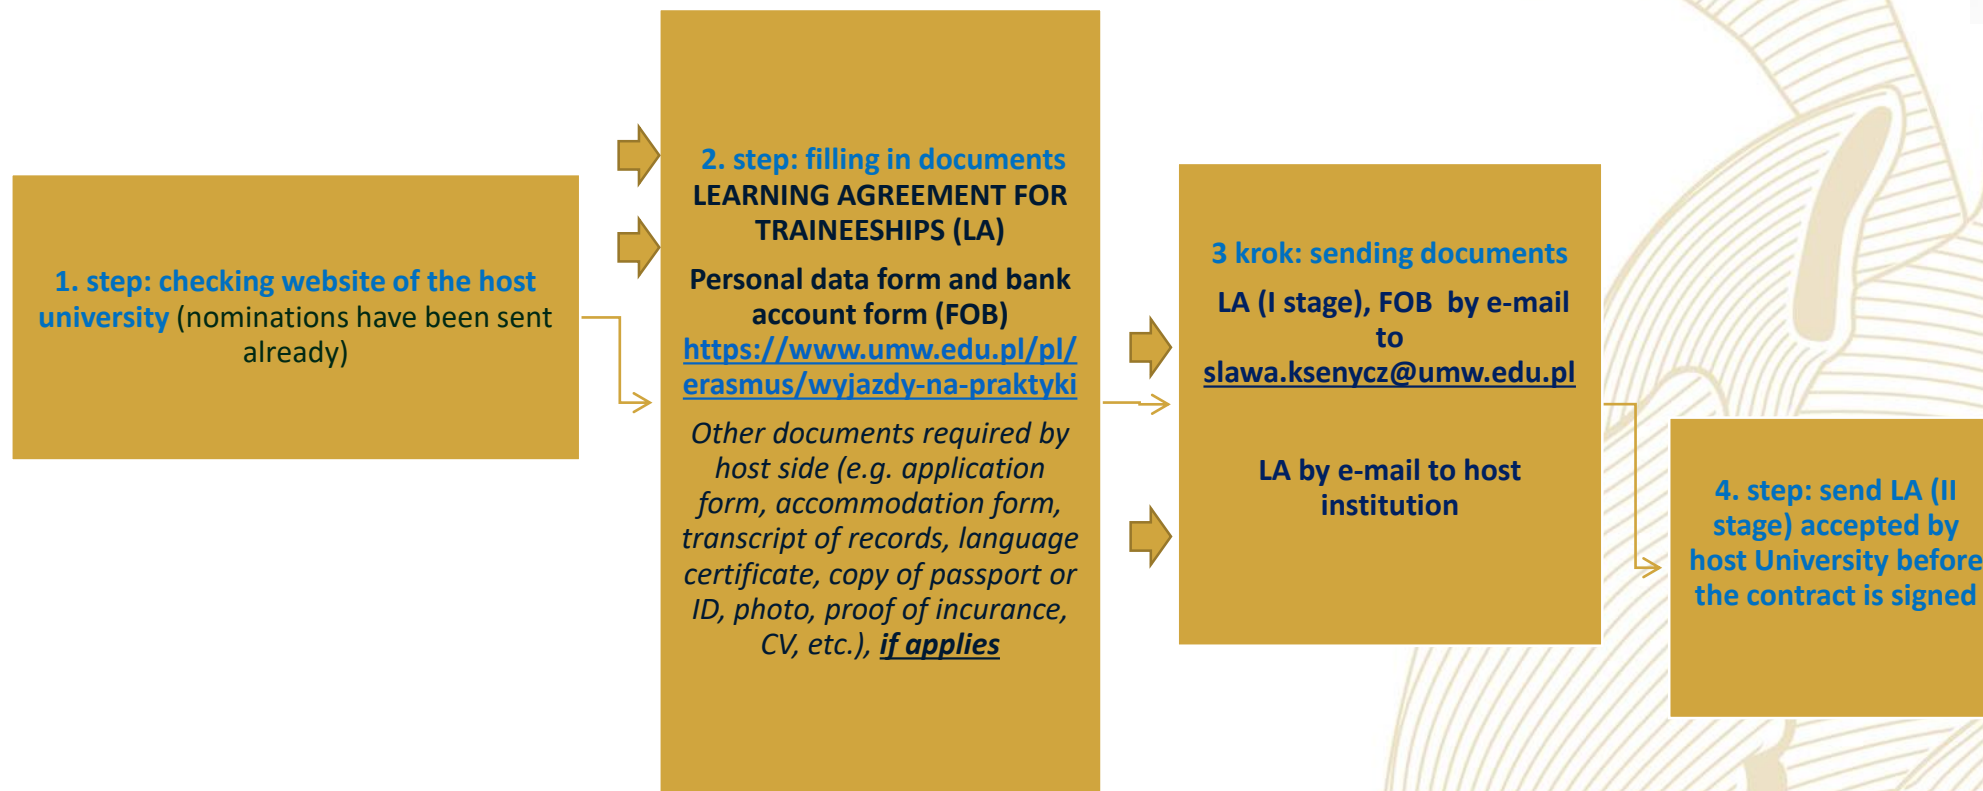 1. step: checking website of the host
university (nominations have been sent
already)
2. step: filling in documents
LEARNING AGREEMENT FOR
TRAINEESHIPS (LA)
Personal data form and bank
account form (FOB)
https://www.umw.edu.pl/pl/
erasmus/wyjazdy-na-praktyki
Other documents required by
host side (e.g. application
form, accommodation form,
transcript of records, language
certificate, copy of passport or
ID, photo, proof of incurance,
CV, etc.), if applies
3 krok: sending documents
LA (I stage), FOB by e-mail
to
slawa.ksenycz@umw.edu.pl
LA by e-mail to host
institution
4. step: send LA (II
stage) accepted by
host University before
the contract is signed